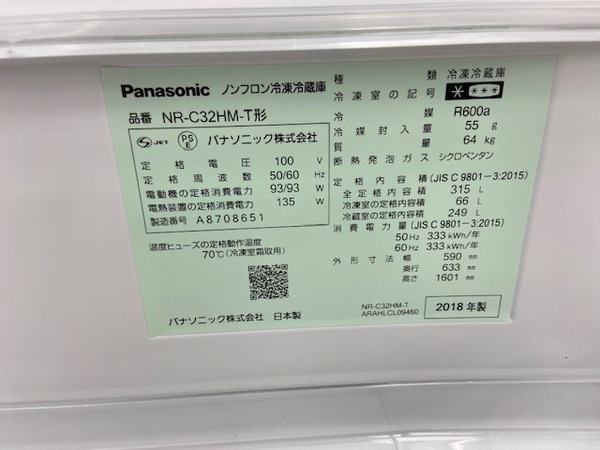 Panasonic ノンフロン冷凍冷蔵庫
品番 NR-C32HM-T形
S JET PS E パナソニック株式会社
定格電圧 100 V
定格周波数 50/60 Hz
電動機の定格消費電力 93/93 W
電熱装置の定格消費電力 135 W
製造番号 A8708651
温度ヒューズの定格動作温度
70℃(冷凍室霜取用)
パナソニック株式会社 日本製
種類 冷凍冷蔵庫
冷凍室の記号 * ***
冷媒 R600a
冷媒封入量 55 g
質量 64 kg
断熱発泡ガス シクロペンタン
定格内容積 (JIS C 9801-3:2015)
全定格内容積 315 L
冷凍室の定格内容積 66 L
冷蔵室の定格内容積 249 L
消費電力量 (JIS C 9801-3:2015)
50Hz 333 kWh/年
60Hz 333 kWh/年
外形寸法 幅 590 mm
奥行 633 mm
高さ 1601 mm
NR-C32HM-T
ARAHLCL09460
2018年製